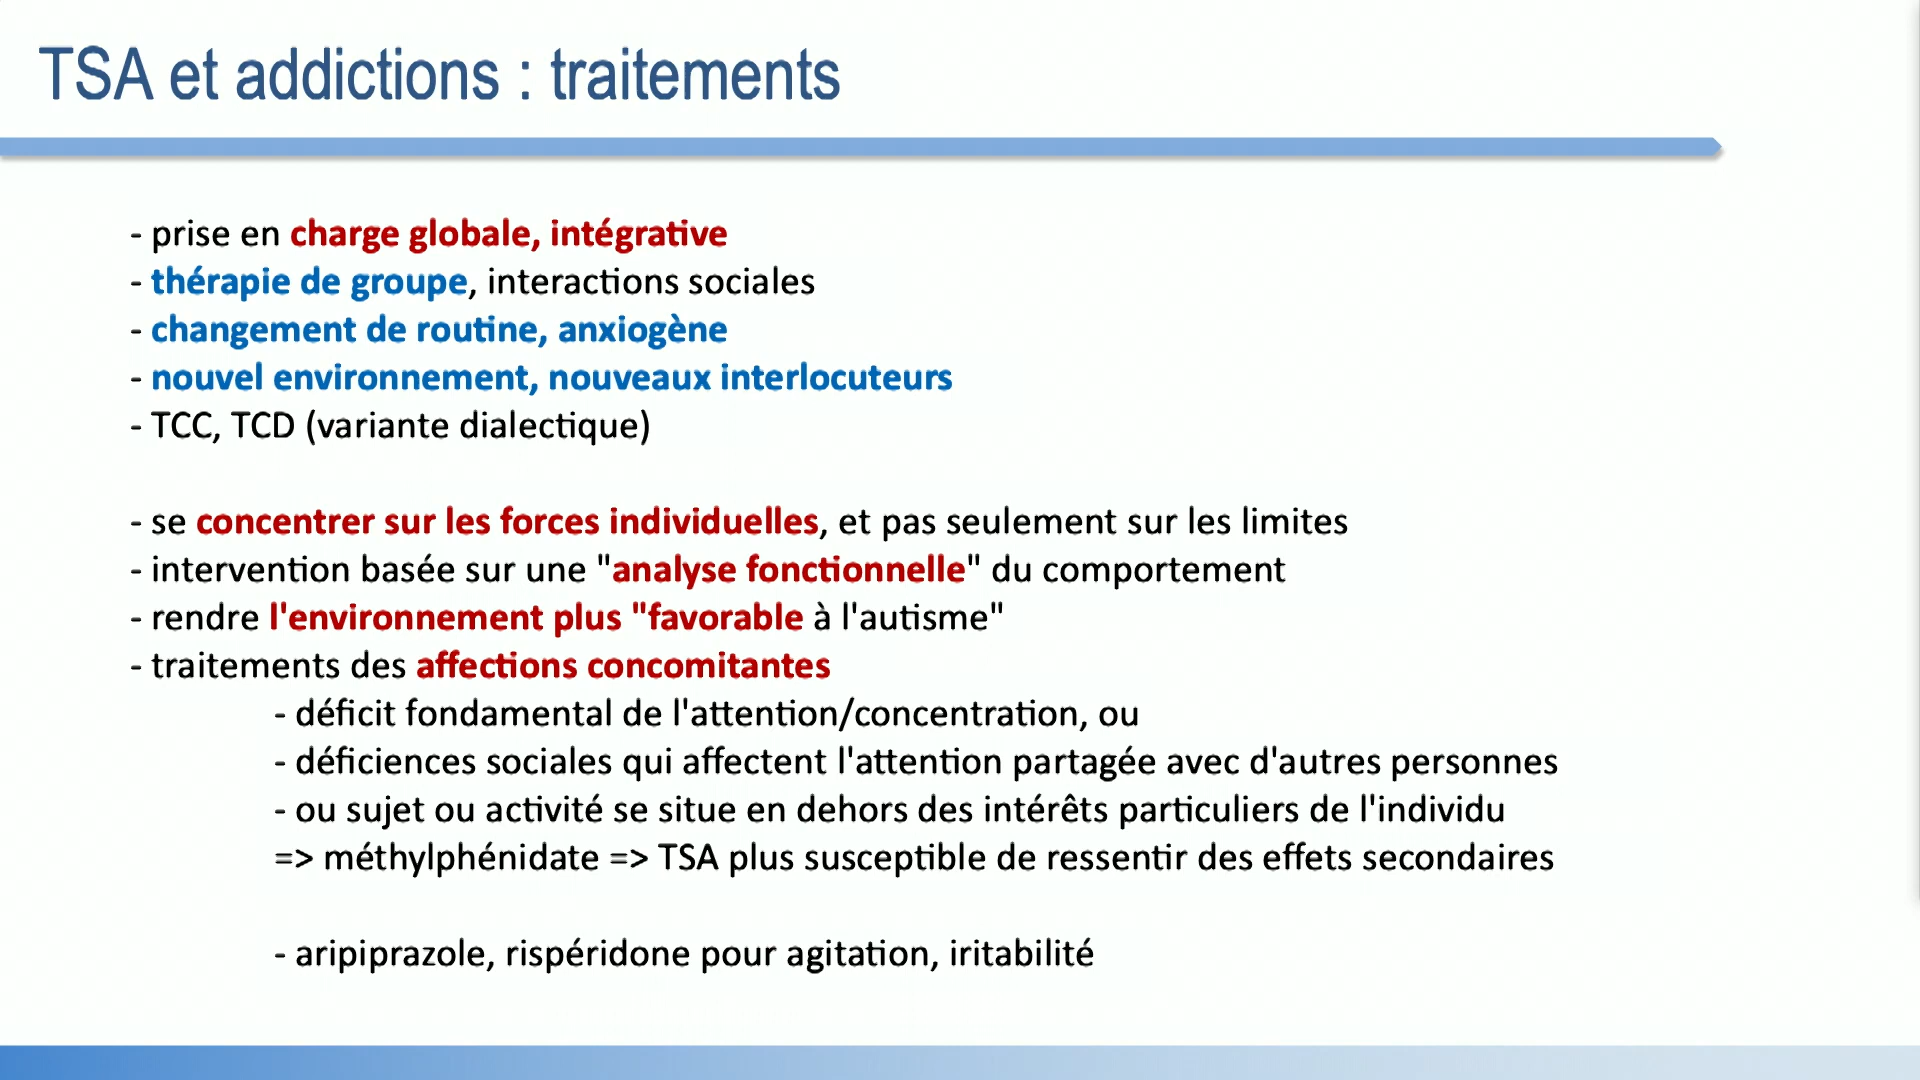 TSA et addictions : traitements
- prise en charge globale, intégrative
- thérapie de groupe, interactions sociales
- changement de routine, anxiogène
- nouvel environnement, nouveaux interlocuteurs
- TCC, TCD (variante dialectique)
- se concentrer sur les forces individuelles, et pas seulement sur les limites
- intervention basée sur une "analyse fonctionnelle" du comportement
- rendre l'environnement plus "favorable à l'autisme"
- traitements des affections concomitantes
- déficit fondamental de l'attention/concentration, ou
- déficiences sociales qui affectent l'attention partagée avec d'autres personnes
- ou sujet ou activité se situe en dehors des intérêts particuliers de l'individu
=> méthylphénidate => TSA plus susceptible de ressentir des effets secondaires
- aripiprazole, rispéridone pour agitation, iritabilité